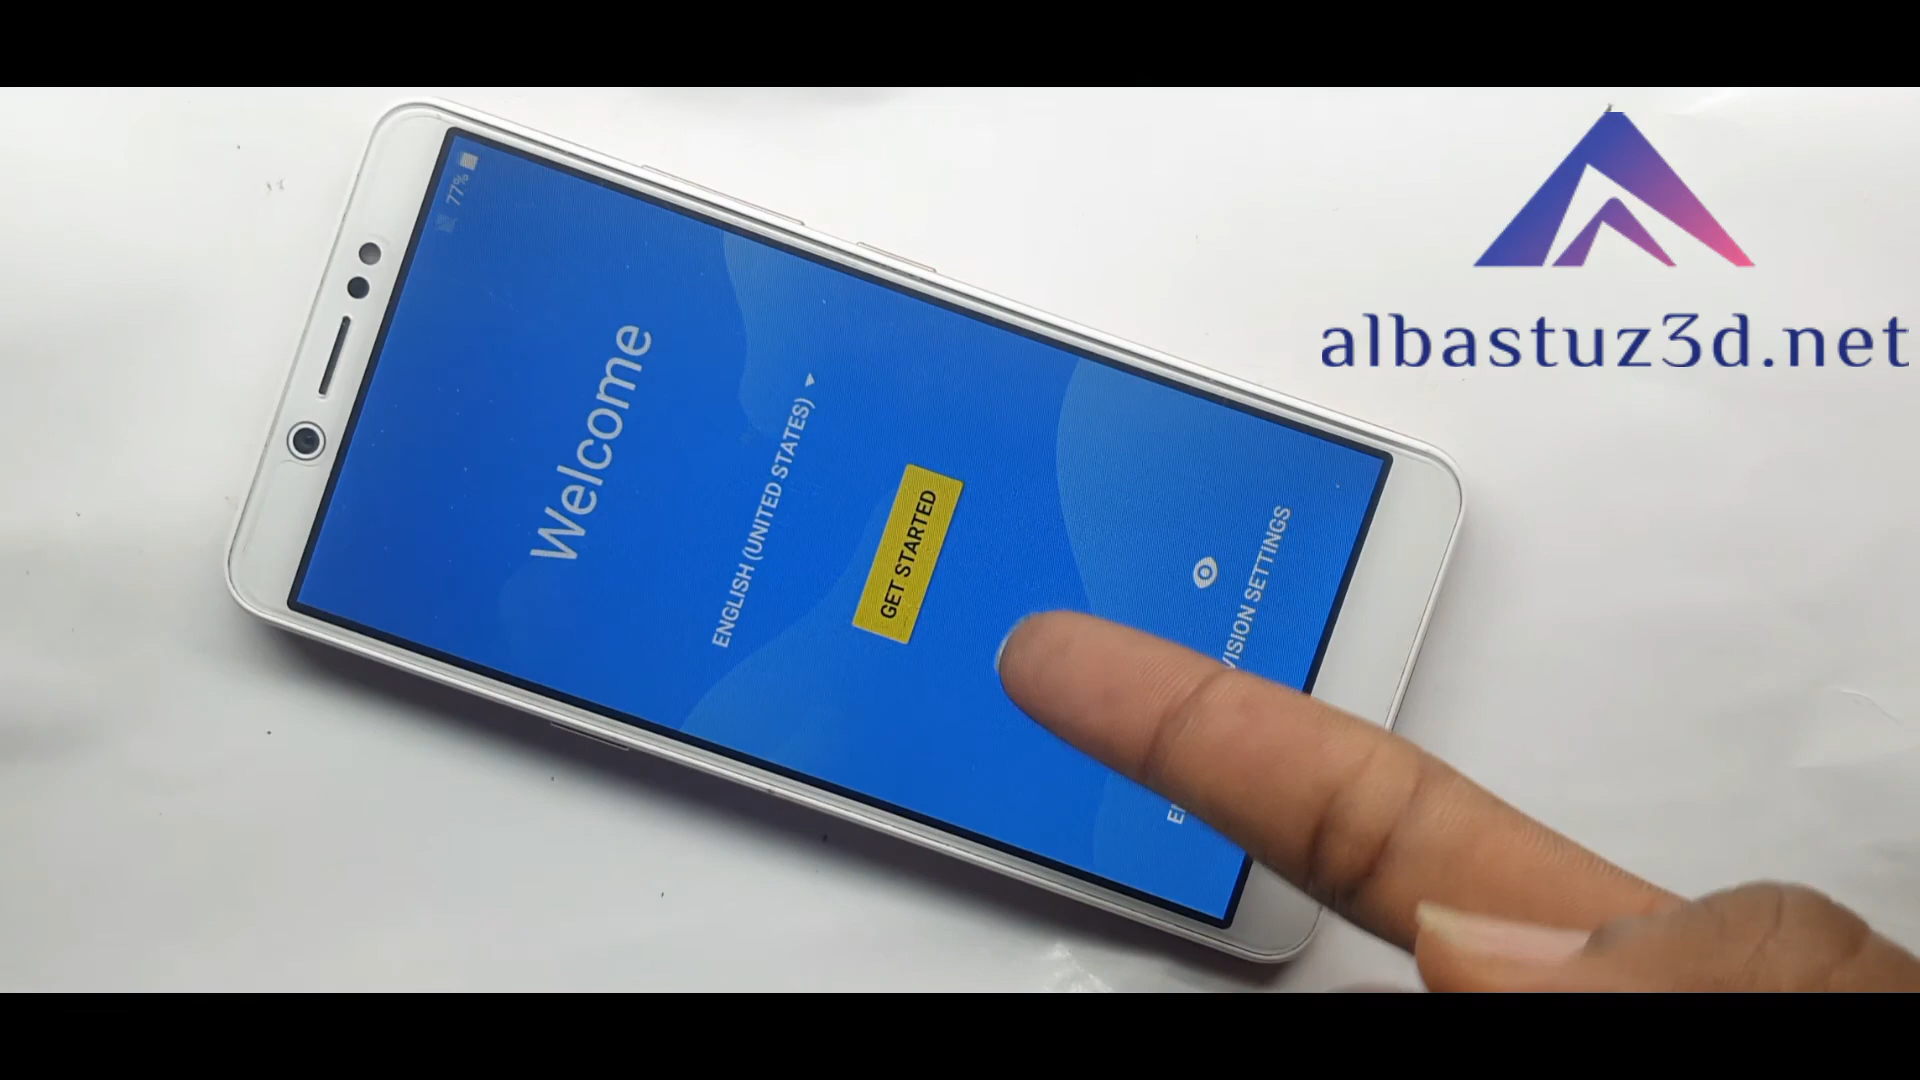 77%
Welcome
ENGLISH (UNITED STATES)
GET STARTED
VISION SETTINGS
albastuz3d.net